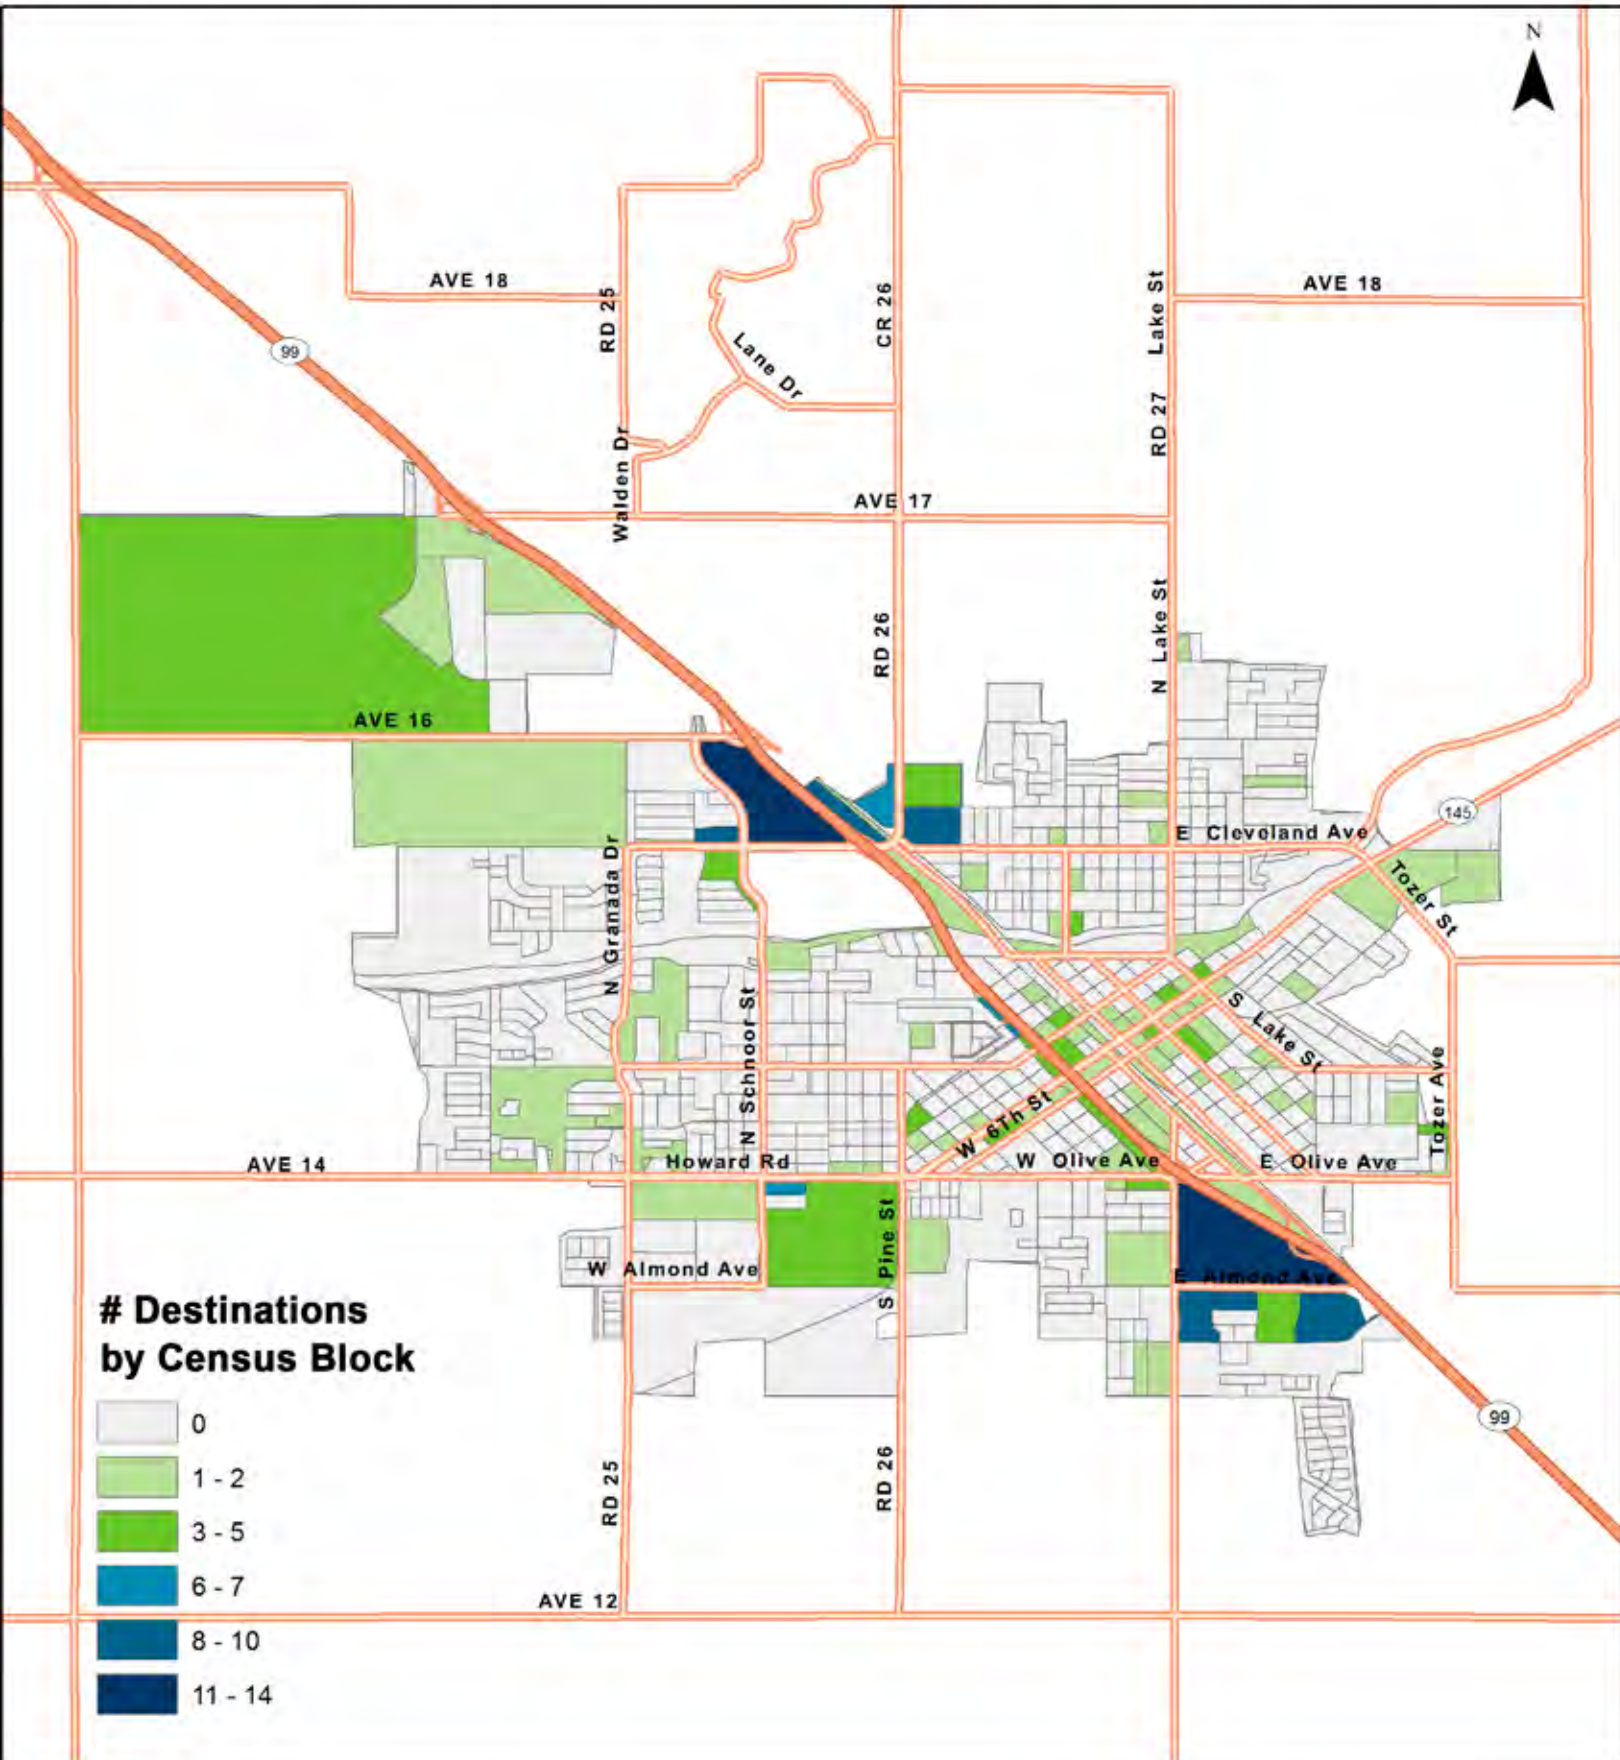 N
AVE 18
RD 25
CR 26
Lake St
AVE 18
99
Lane Dr
RD 27
Walden Dr
AVE 17
N Lake St
RD 26
AVE 16
145
E Cleveland Ave
N Granada Dr
Tozer St
N Schnoor St
S Lake St
Tozer Ave
W 6Th St
AVE 14
Howard Rd
W Olive Ave
E Olive Ave
S Pine St
W Almond Ave
E Almond Ave
# Destinations
by Census Block
0
1 - 2
3 - 5
6 - 7
8 - 10
11 - 14
99
RD 25
RD 26
AVE 12